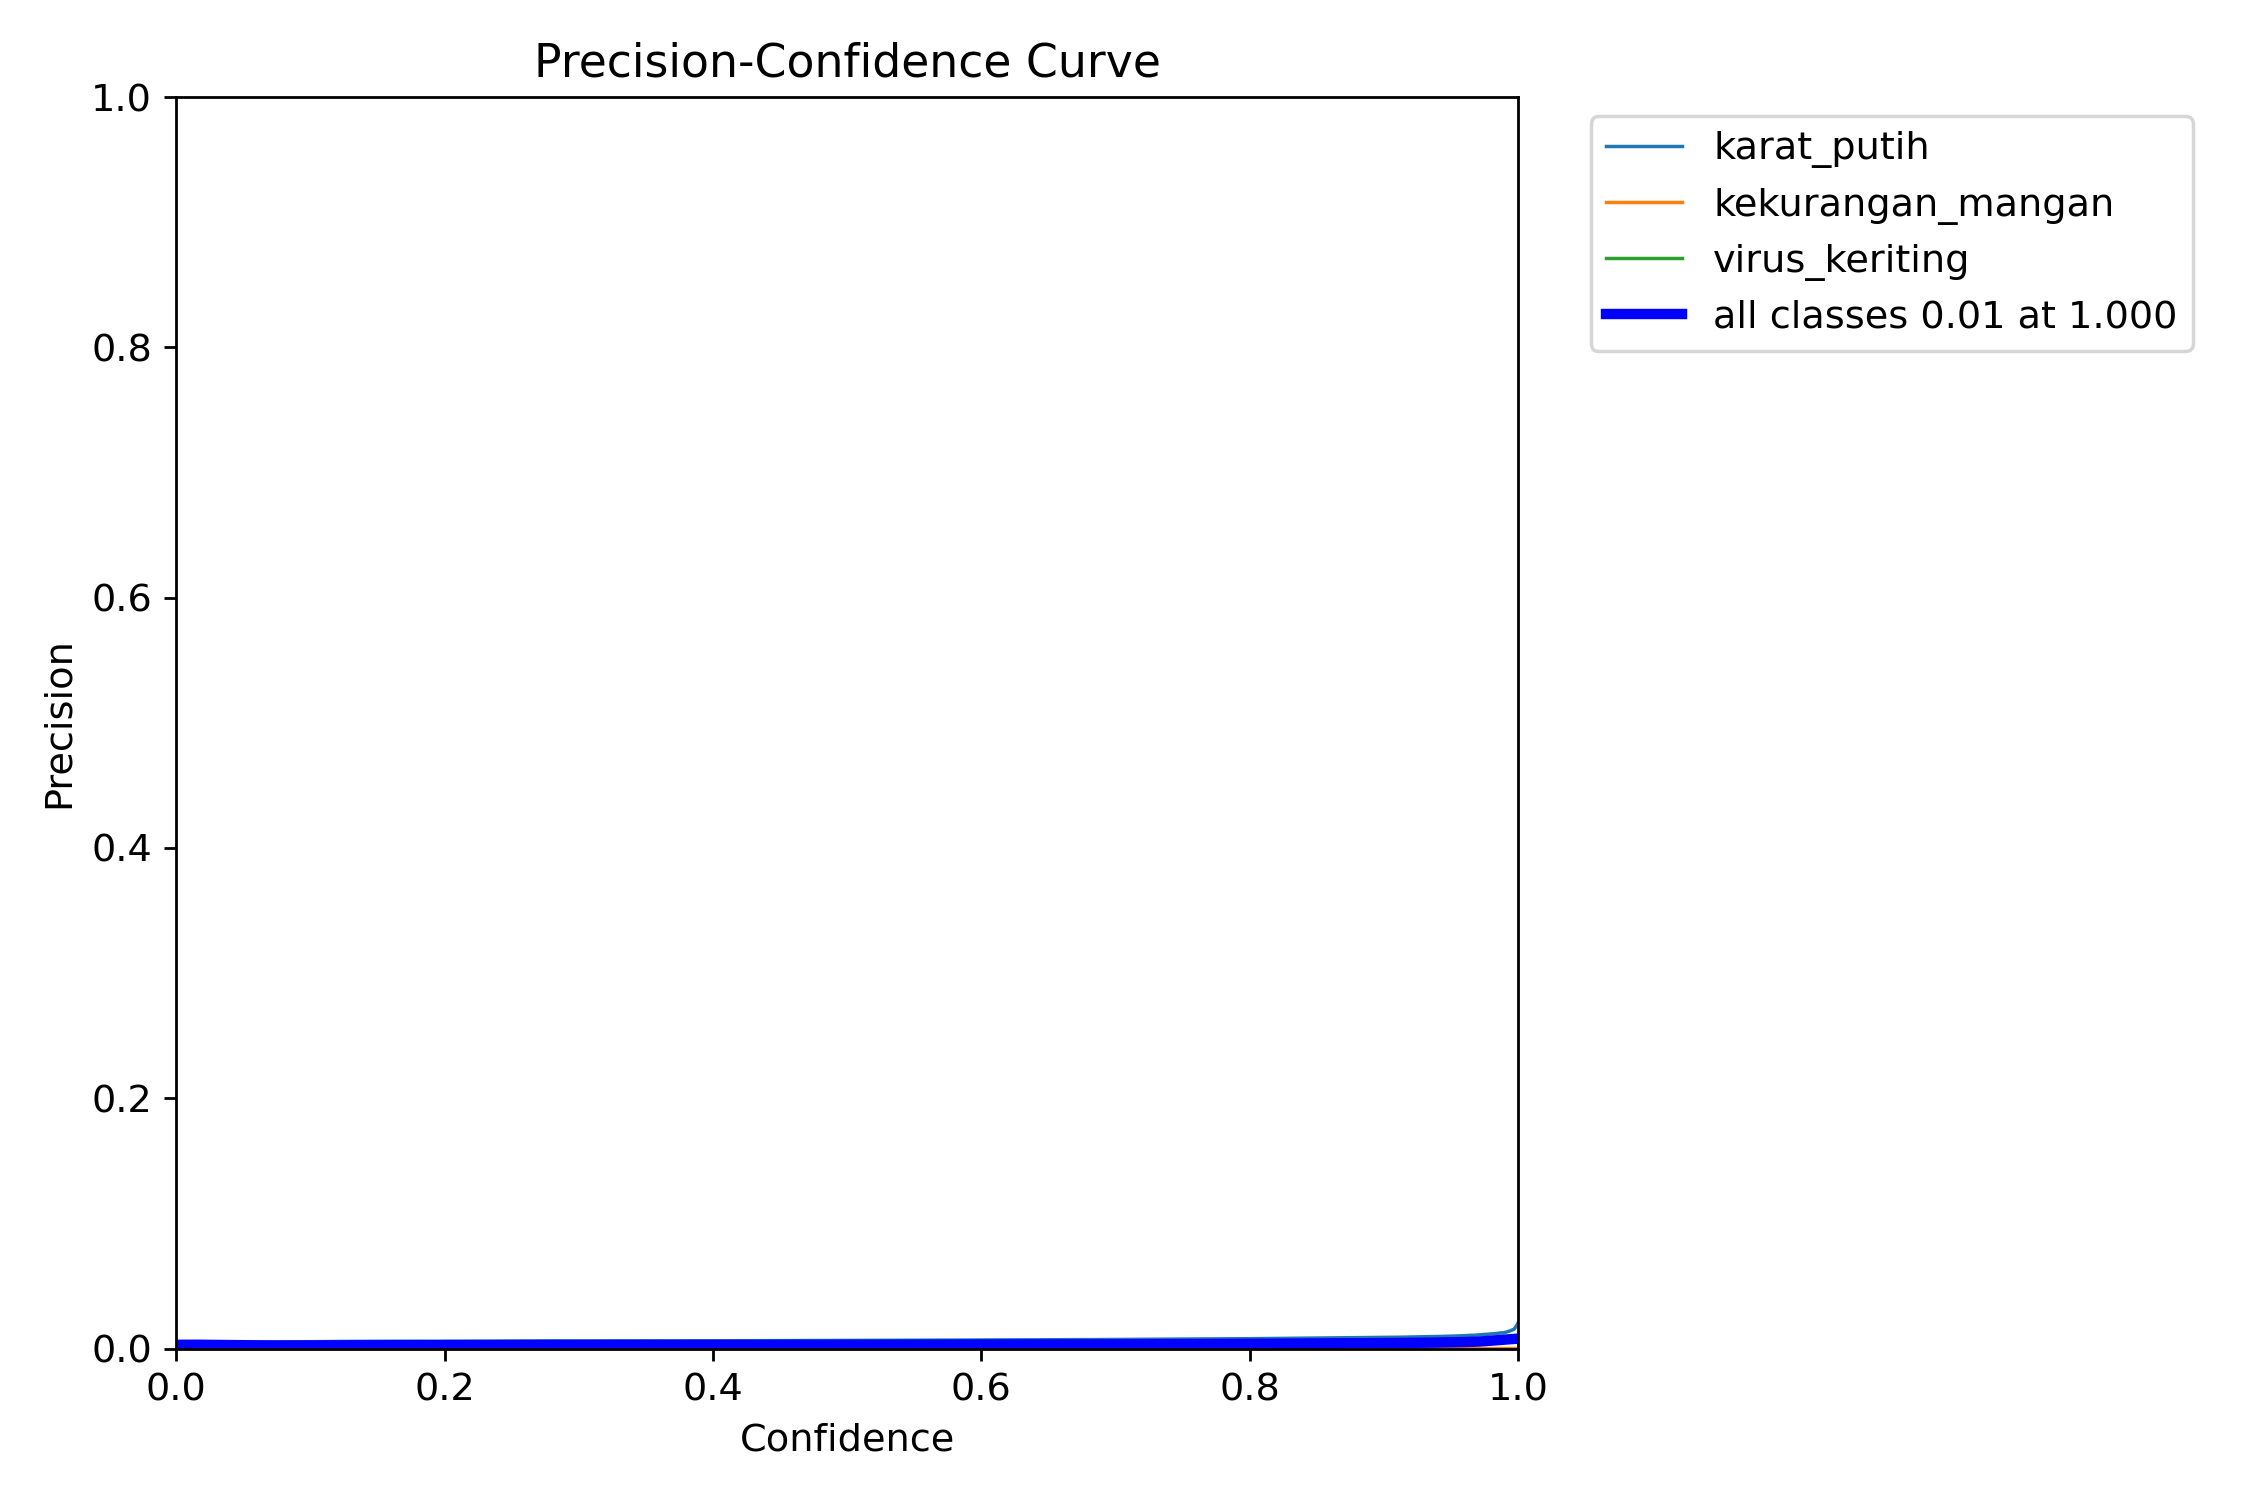 Precision-Confidence Curve
1.0
0.8
0.6
0.4
0.2
0.0
Precision
0.0 0.2 0.4 0.6 0.8 1.0
Confidence
karat_putih
kekurangan_mangan
virus_keriting
all classes 0.01 at 1.000